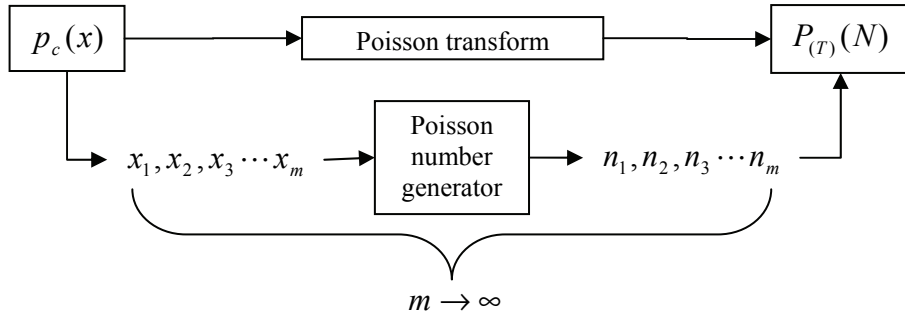 p_c(x)
Poisson transform
P_(T)(N)
x_1, x_2, x_3 ⋯ x_m
Poisson
number
generator
n_1, n_2, n_3 ⋯ n_m
m → ∞